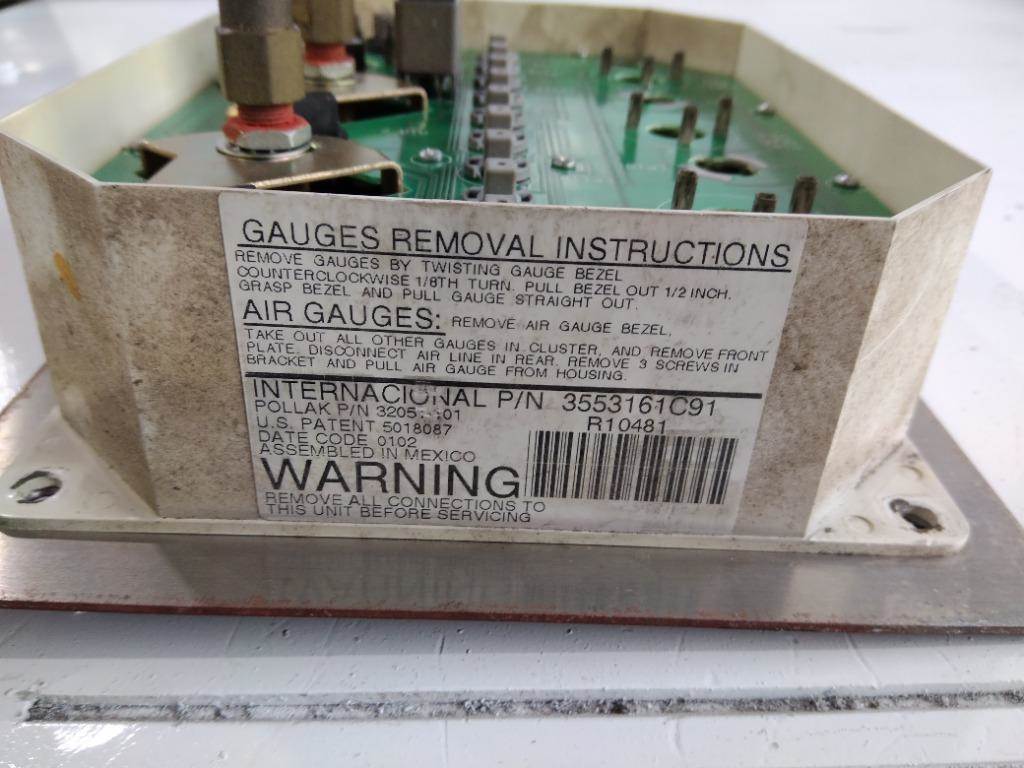 GAUGES REMOVAL INSTRUCTIONS
REMOVE GAUGES BY TWISTING GAUGE BEZEL
COUNTERCLOCKWISE 1/8TH TURN. PULL BEZEL OUT 1/2 INCH.
GRASP BEZEL AND PULL GAUGE STRAIGHT OUT.
AIR GAUGES: REMOVE AIR GAUGE BEZEL,
TAKE OUT ALL OTHER GAUGES IN CLUSTER, AND REMOVE FRONT
PLATE. DISCONNECT AIR LINE IN REAR. REMOVE 3 SCREWS IN
BRACKET AND PULL AIR GAUGE FROM HOUSING.
INTERNACIONAL P/N 3553161C91
POLLAK P/N R10481
U.S. PATENT 5018087
DATE CODE 0102
ASSEMBLED IN MEXICO
WARNING
REMOVE ALL CONNECTIONS TO
THIS UNIT BEFORE SERVICING